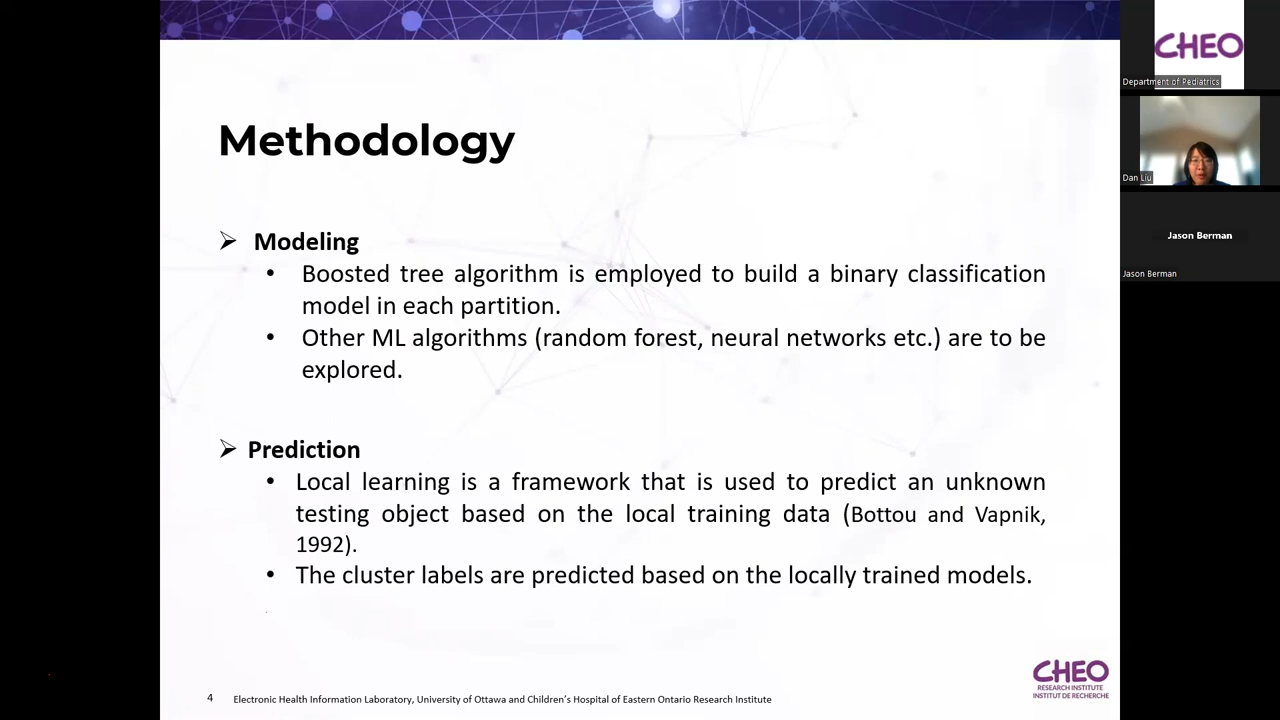 Methodology
➢ Modeling
• Boosted tree algorithm is employed to build a binary classification
model in each partition.
• Other ML algorithms (random forest, neural networks etc.) are to be
explored.
➢ Prediction
• Local learning is a framework that is used to predict an unknown
testing object based on the local training data (Bottou and Vapnik,
1992).
• The cluster labels are predicted based on the locally trained models.
4 Electronic Health Information Laboratory, University of Ottawa and Children’s Hospital of Eastern Ontario Research Institute
CHEO
RESEARCH INSTITUTE
INSTITUT DE RECHERCHE
CHEO
Department of Pediatrics
Dan Liu
Jason Berman
Jason Berman